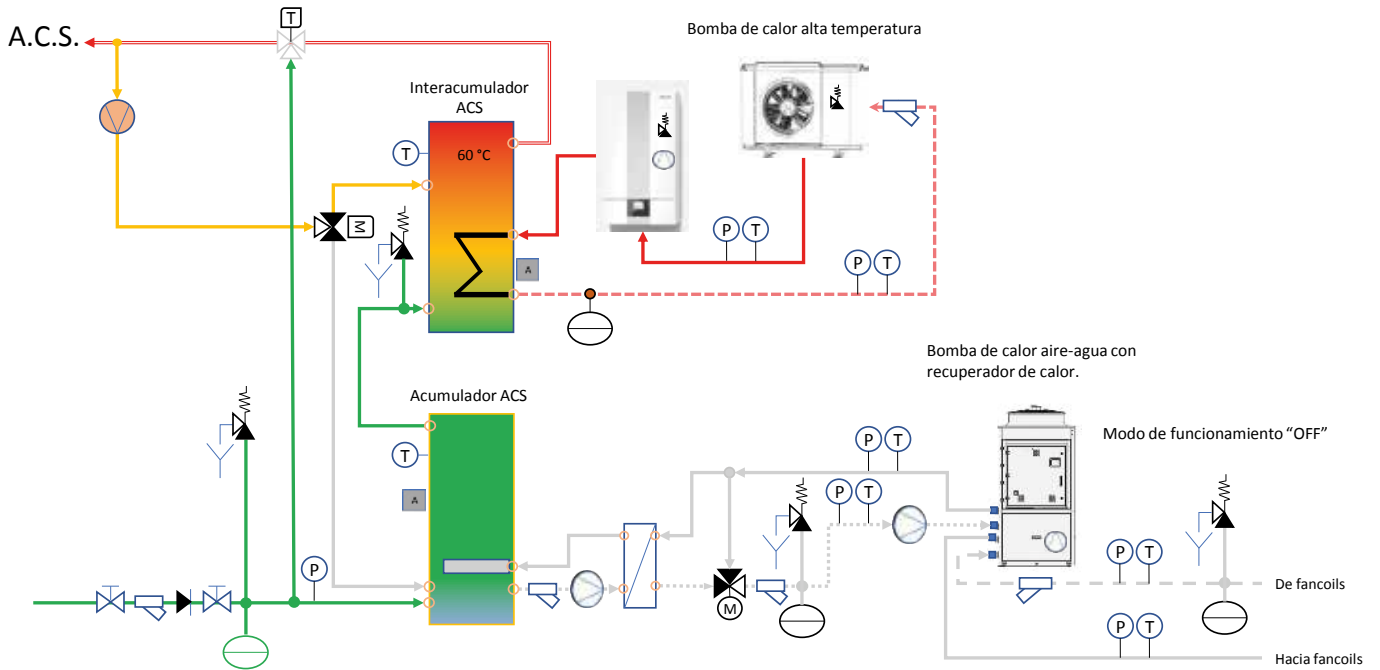 T
A.C.S.
Bomba de calor alta temperatura
Interacumulador
ACS
T
60 °C
M
P
T
A
P
T
Bomba de calor aire-agua con
recuperador de calor.
Acumulador ACS
Modo de funcionamiento “OFF”
T
P
T
A
P
T
P
P
T
De fancoils
M
P
T
Hacia fancoils